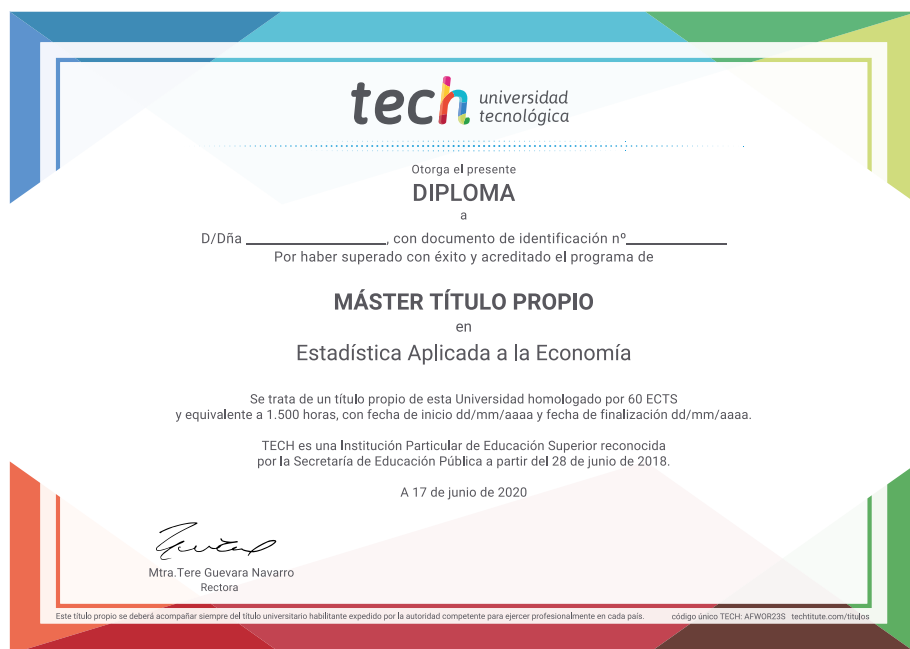 tech universidad
tecnológica
Otorga el presente
DIPLOMA
a
D/Dña ____________________, con documento de identificación nº______________
Por haber superado con éxito y acreditado el programa de
MÁSTER TÍTULO PROPIO
en
Estadística Aplicada a la Economía
Se trata de un título propio de esta Universidad homologado por 60 ECTS
y equivalente a 1.500 horas, con fecha de inicio dd/mm/aaaa y fecha de finalización dd/mm/aaaa.
TECH es una Institución Particular de Educación Superior reconocida
por la Secretaría de Educación Pública a partir del 28 de junio de 2018.
A 17 de junio de 2020
Mtra.Tere Guevara Navarro
Rectora
Este título propio se deberá acompañar siempre del título universitario habilitante expedido por la autoridad competente para ejercer profesionalmente en cada país. código único TECH: AFWOR23S techtitute.com/titulos